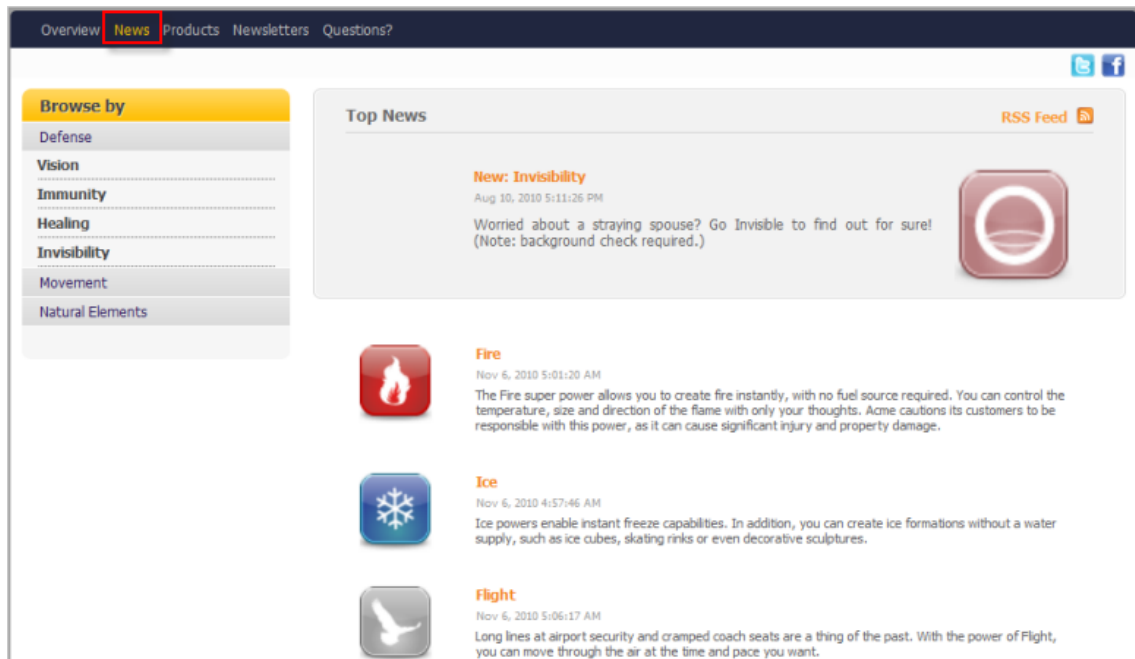 Overview News Products Newsletters Questions?
Browse by
Defense
Vision
Immunity
Healing
Invisibility
Movement
Natural Elements
Top News
RSS Feed
New: Invisibility
Aug 10, 2010 5:11:26 PM
Worried about a straying spouse? Go Invisible to find out for sure!
(Note: background check required.)
Fire
Nov 6, 2010 5:01:20 AM
The Fire super power allows you to create fire instantly, with no fuel source required. You can control the
temperature, size and direction of the flame with only your thoughts. Acme cautions its customers to be
responsible with this power, as it can cause significant injury and property damage.
Ice
Nov 6, 2010 4:57:46 AM
Ice powers enable instant freeze capabilities. In addition, you can create ice formations without a water
supply, such as ice cubes, skating rinks or even decorative sculptures.
Flight
Nov 6, 2010 5:06:17 AM
Long lines at airport security and cramped coach seats are a thing of the past. With the power of Flight,
you can move through the air at the time and pace you want.